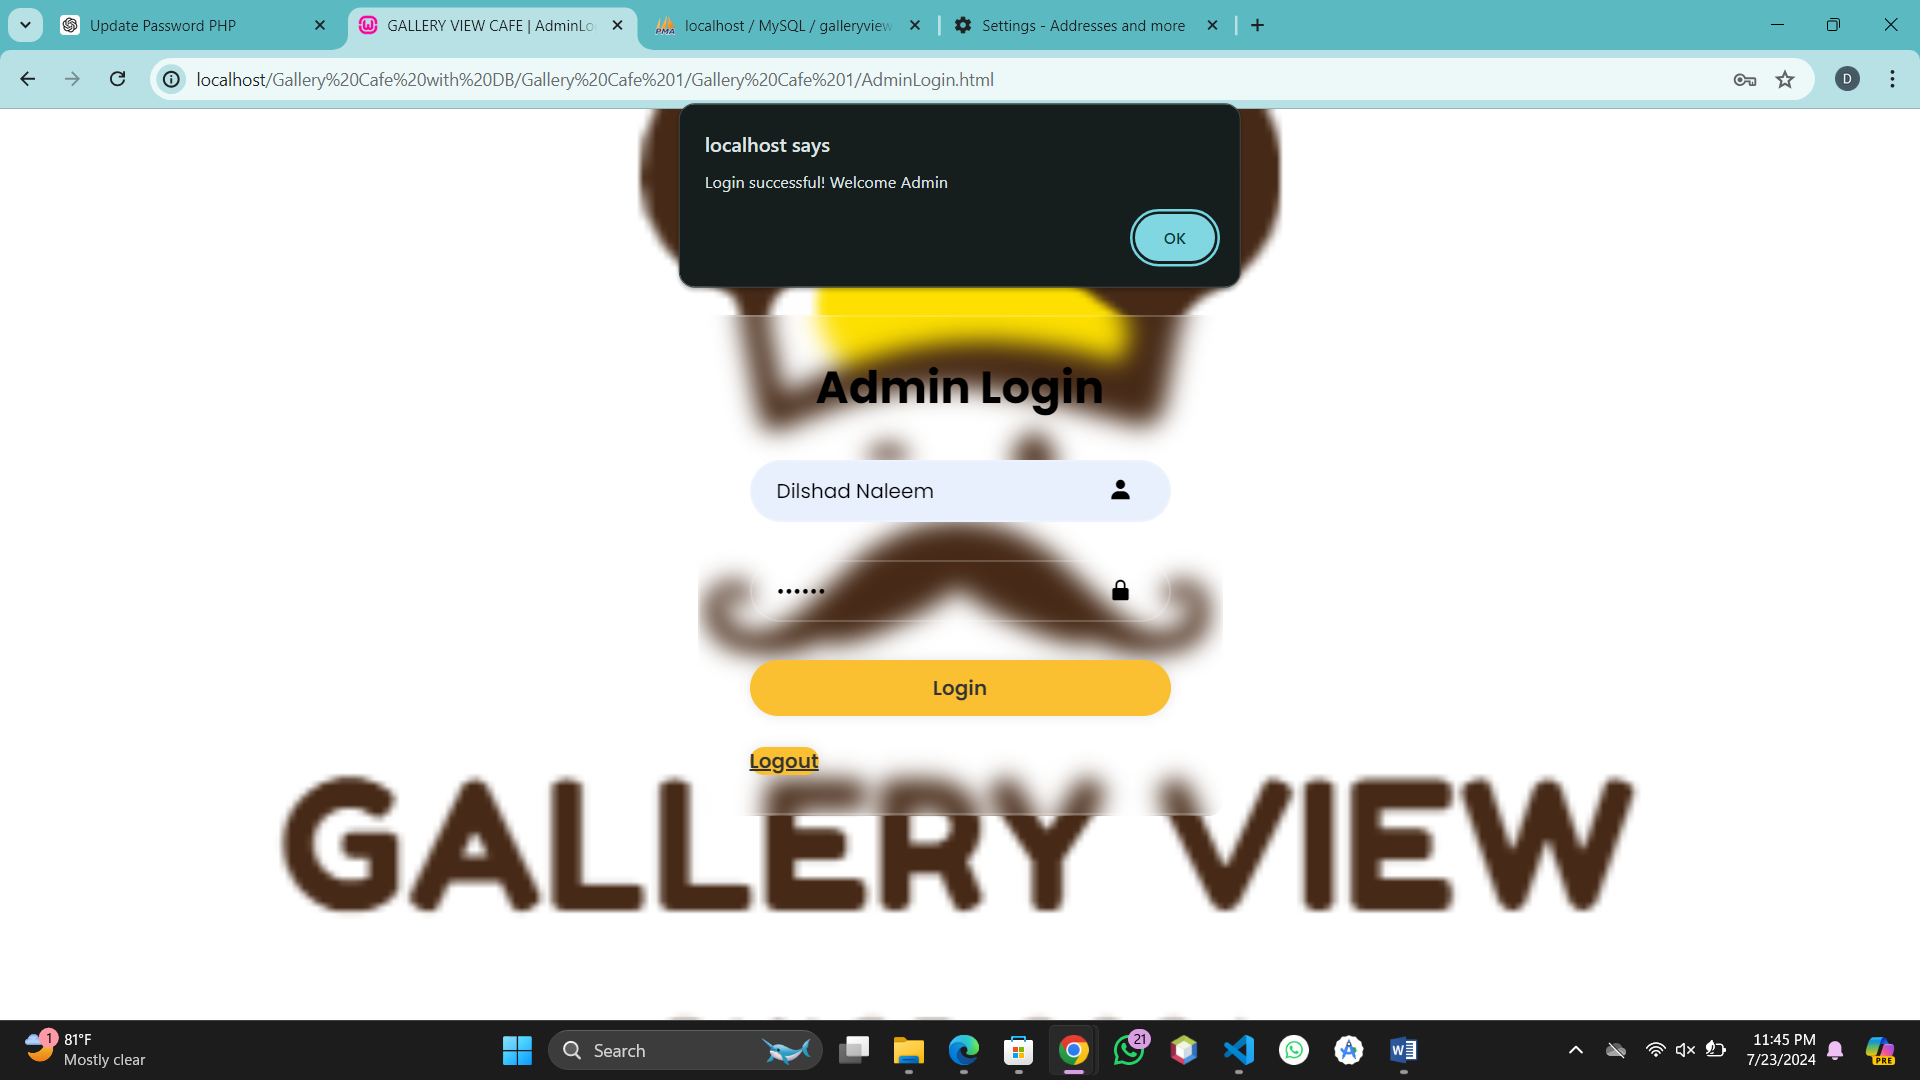 Update Password PHP
GALLERY VIEW CAFE | AdminLo
localhost / MySQL / galleryview
Settings - Addresses and more
localhost/Gallery%20Cafe%20with%20DB/Gallery%20Cafe%201/Gallery%20Cafe%201/AdminLogin.html
D
localhost says
Login successful! Welcome Admin
OK
Admin Login
Dilshad Naleem
Login
Logout
GALLERY VIEW
1
81°F
Mostly clear
Search
21
11:45 PM
7/23/2024
PRE